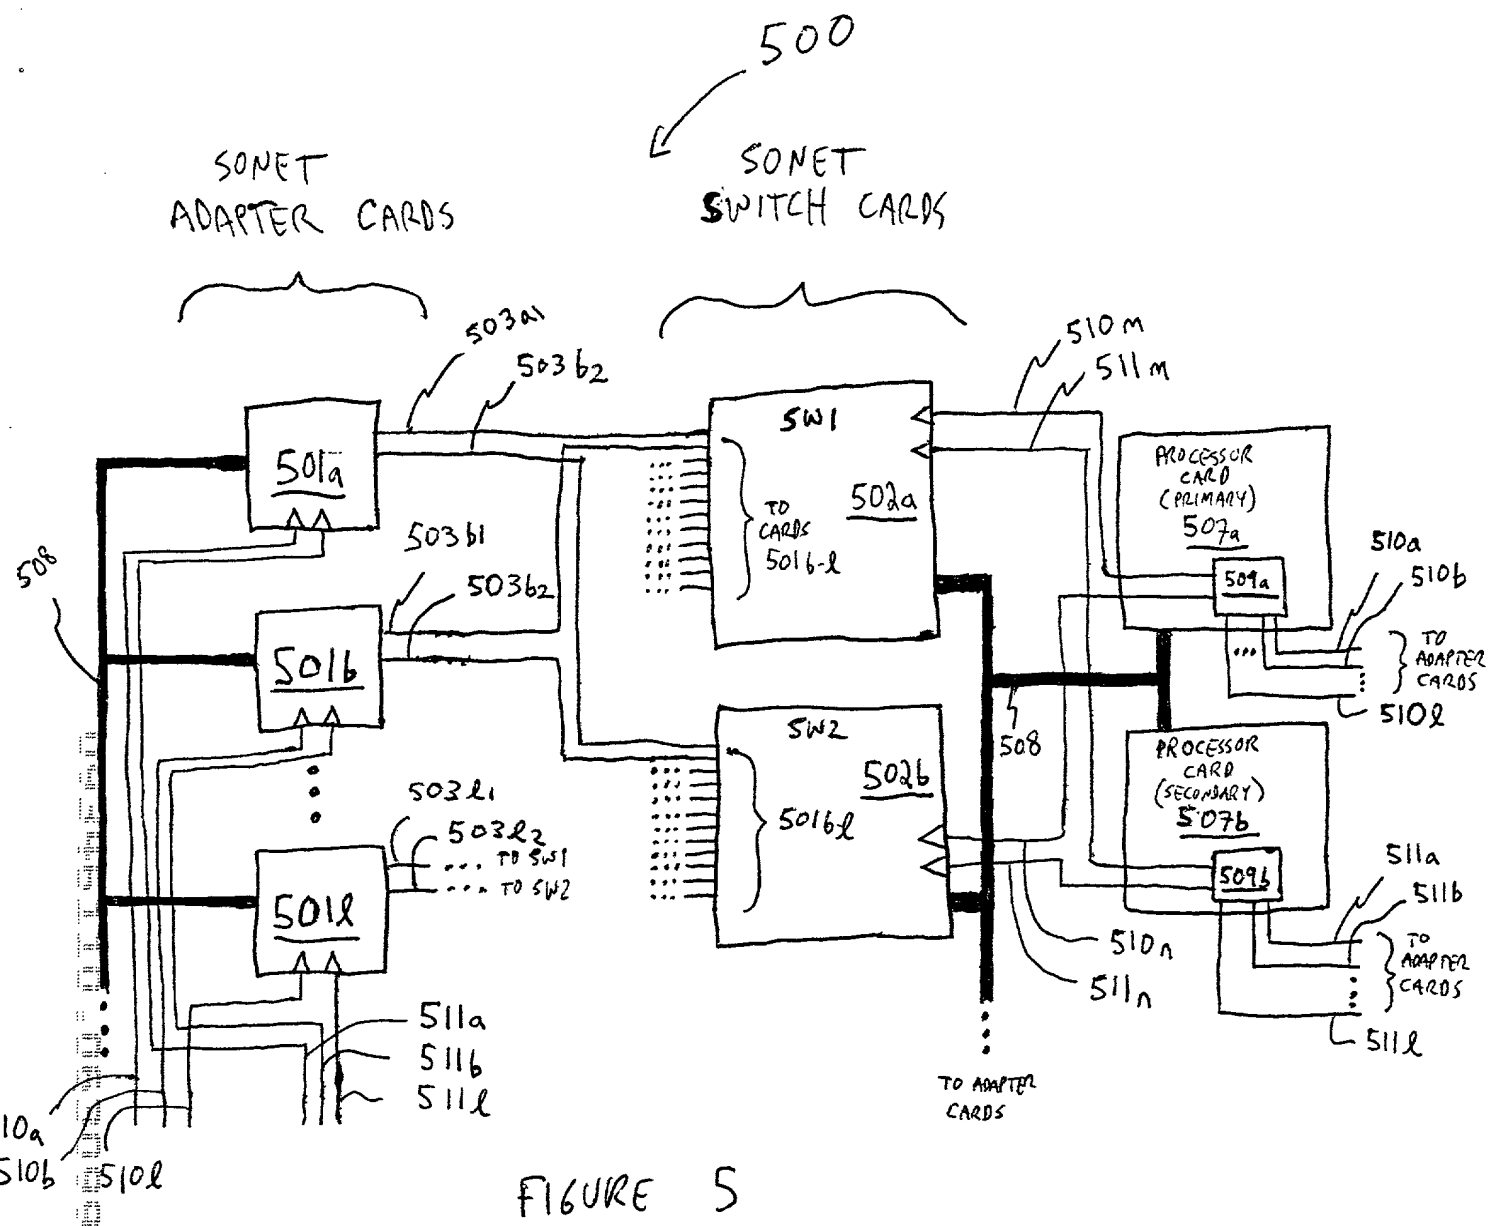 500
SONET
ADAPTER CARDS
SONET
SWITCH CARDS
503a1
503b2
510m
511m
501a
SW1
502a
TO
CARDS
501b-l
PROCESSOR
CARD
(PRIMARY)
507a
509a
510a
510b
TO
ADAPTER
CARDS
510l
508
503b1
503b2
501b
508
SW2
502b
501b-l
PROCESSOR
CARD
(SECONDARY)
507b
509b
511a
511b
TO
ADAPTER
CARDS
511l
503l1
503l2
TO SW1
TO SW2
501l
510n
511n
511a
511b
511l
TO ADAPTER
CARDS
10a
510b
510l
FIGURE 5